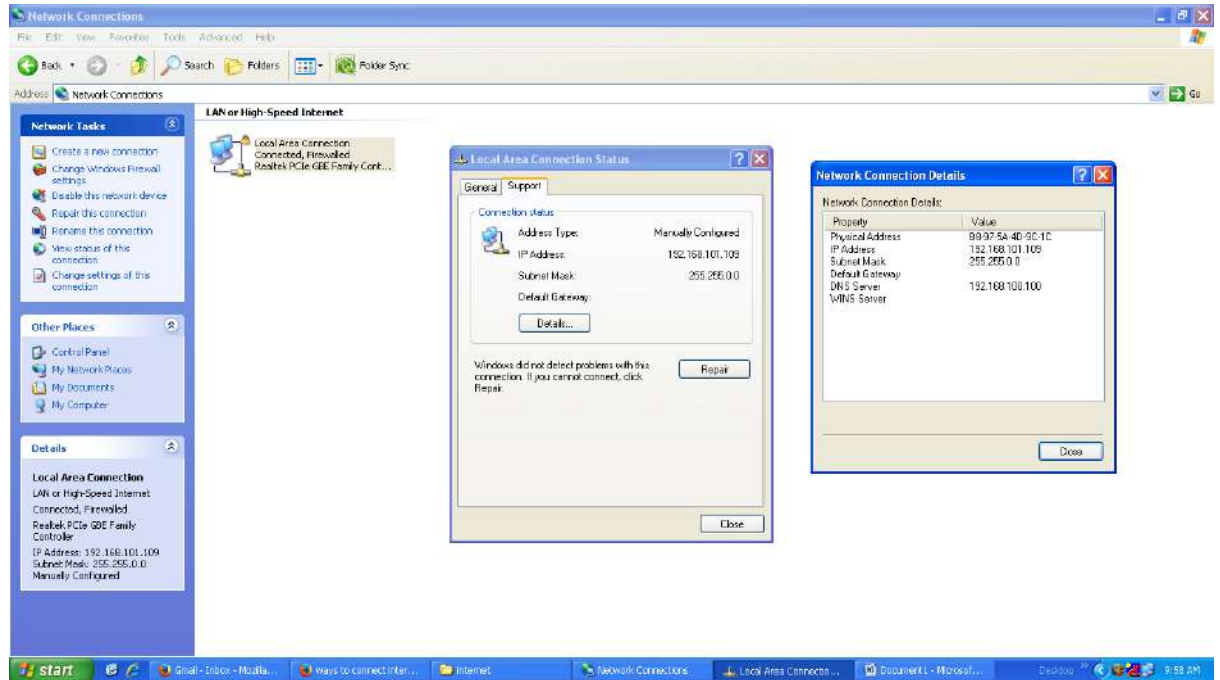 Network Connections
File Edit View Favorites Tools Advanced Help
Back Search Folders Folder Sync
Address Network Connections Go
Network Tasks
Create a new connection
Change Windows Firewall
settings
Disable this network device
Repair this connection
Rename this connection
View status of this
connection
Change settings of this
connection
Other Places
Control Panel
My Network Places
My Documents
My Computer
Details
Local Area Connection
LAN or High-Speed Internet
Connected, Firewalled
Realtek PCIe GBE Family
Controller
IP Address: 192.168.101.109
Subnet Mask: 255.255.0.0
Manually Configured
LAN or High-Speed Internet
Local Area Connection
Connected, Firewalled
Realtek PCIe GBE Family Cont...
Local Area Connection Status
General Support
Connection status
Address Type: Manually Configured
IP Address: 192.168.101.109
Subnet Mask: 255.255.0.0
Default Gateway:
Details...
Windows did not detect problems with this
connection. If you cannot connect, click
Repair.
Repair
Close
Network Connection Details
Network Connection Details:
Property Value
Physical Address B8-97-5A-4D-9C-1C
IP Address 192.168.101.109
Subnet Mask 255.255.0.0
Default Gateway
DNS Server 192.168.100.100
WINS Server
Close
start Gmail - Inbox - Mozilla... ways to connect inter... internet Network Connections Local Area Connectio... Document1 - Microsof... Desktop 9:58 AM